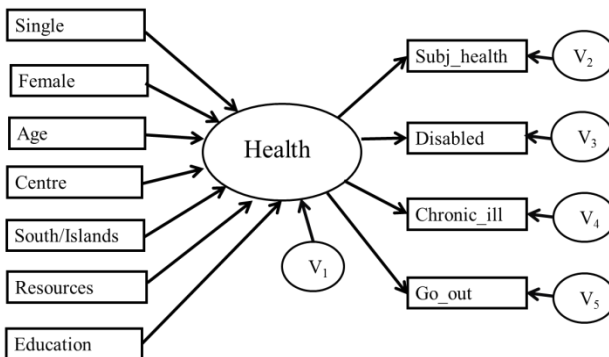 Single
Female
Age
Centre
South/Islands
Resources
Education
Health
V1
Subj_health
Disabled
Chronic_ill
Go_out
V2
V3
V4
V5